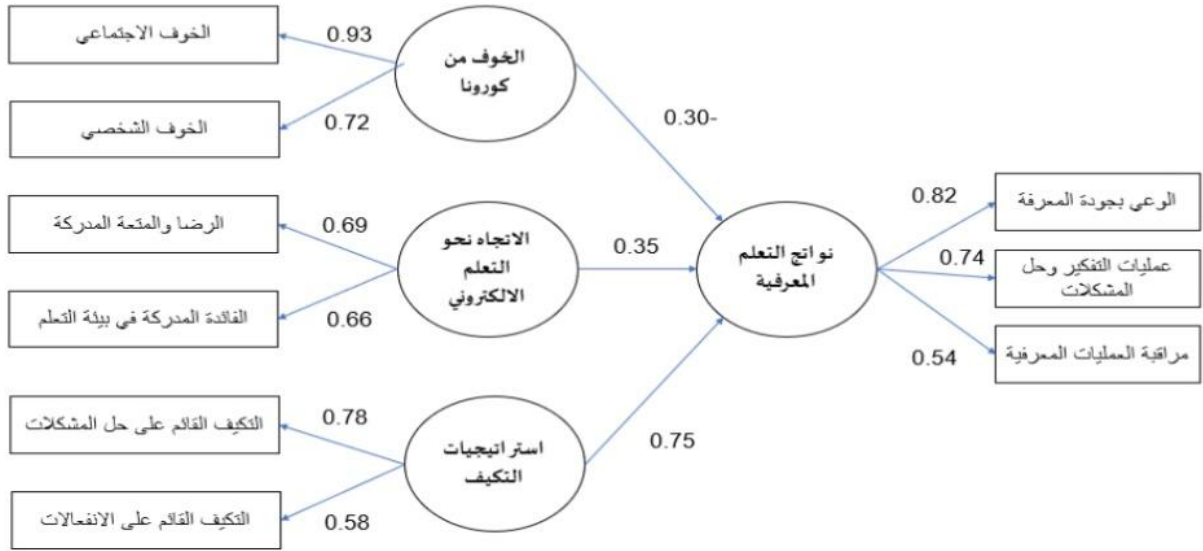 الخوف الاجتماعي
0.93
الخوف من
كورونا
الخوف الشخصي
0.72
0.30-
الرضا والمتعة المدركة
0.69
الاتجاه نحو
التعلم
الالكتروني
0.35
الفائدة المدركة في بيئة التعلم
0.66
نواتج التعلم
المعرفية
0.82
الوعي بجودة المعرفة
0.74
عمليات التفكير وحل
المشكلات
0.54
مراقبة العمليات المعرفية
التكيف القائم على حل المشكلات
0.78
استراتيجيات
التكيف
0.75
التكيف القائم على الانفعالات
0.58